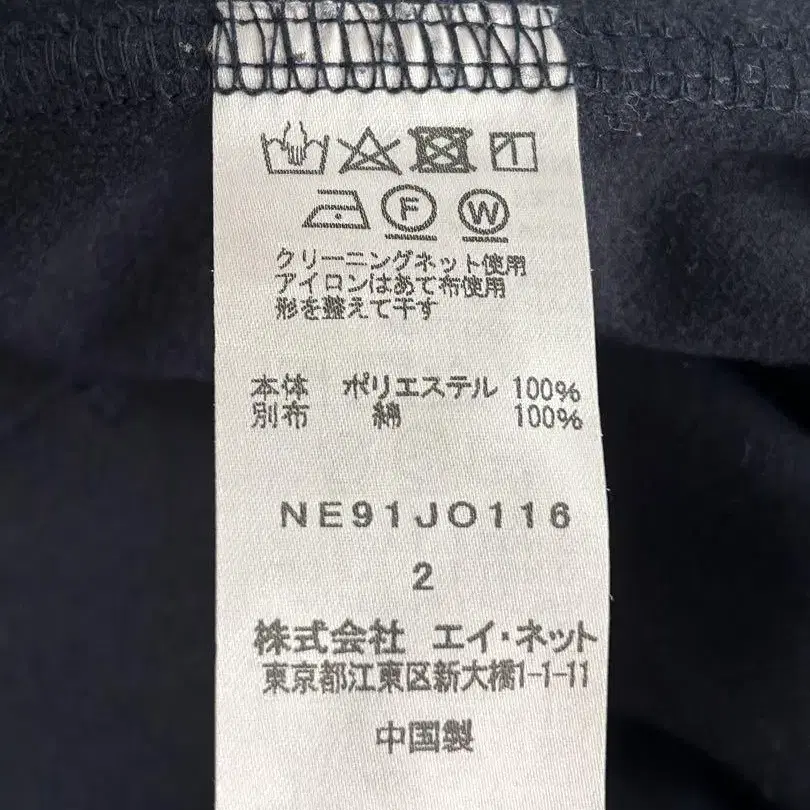 F W
クリーニングネット使用
アイロンはあて布使用
形を整えて干す
本体 ポリエステル 100%
別布 綿 100%
NE91JO116
2
株式会社 エイ・ネット
東京都江東区新大橋1-1-11
中国製